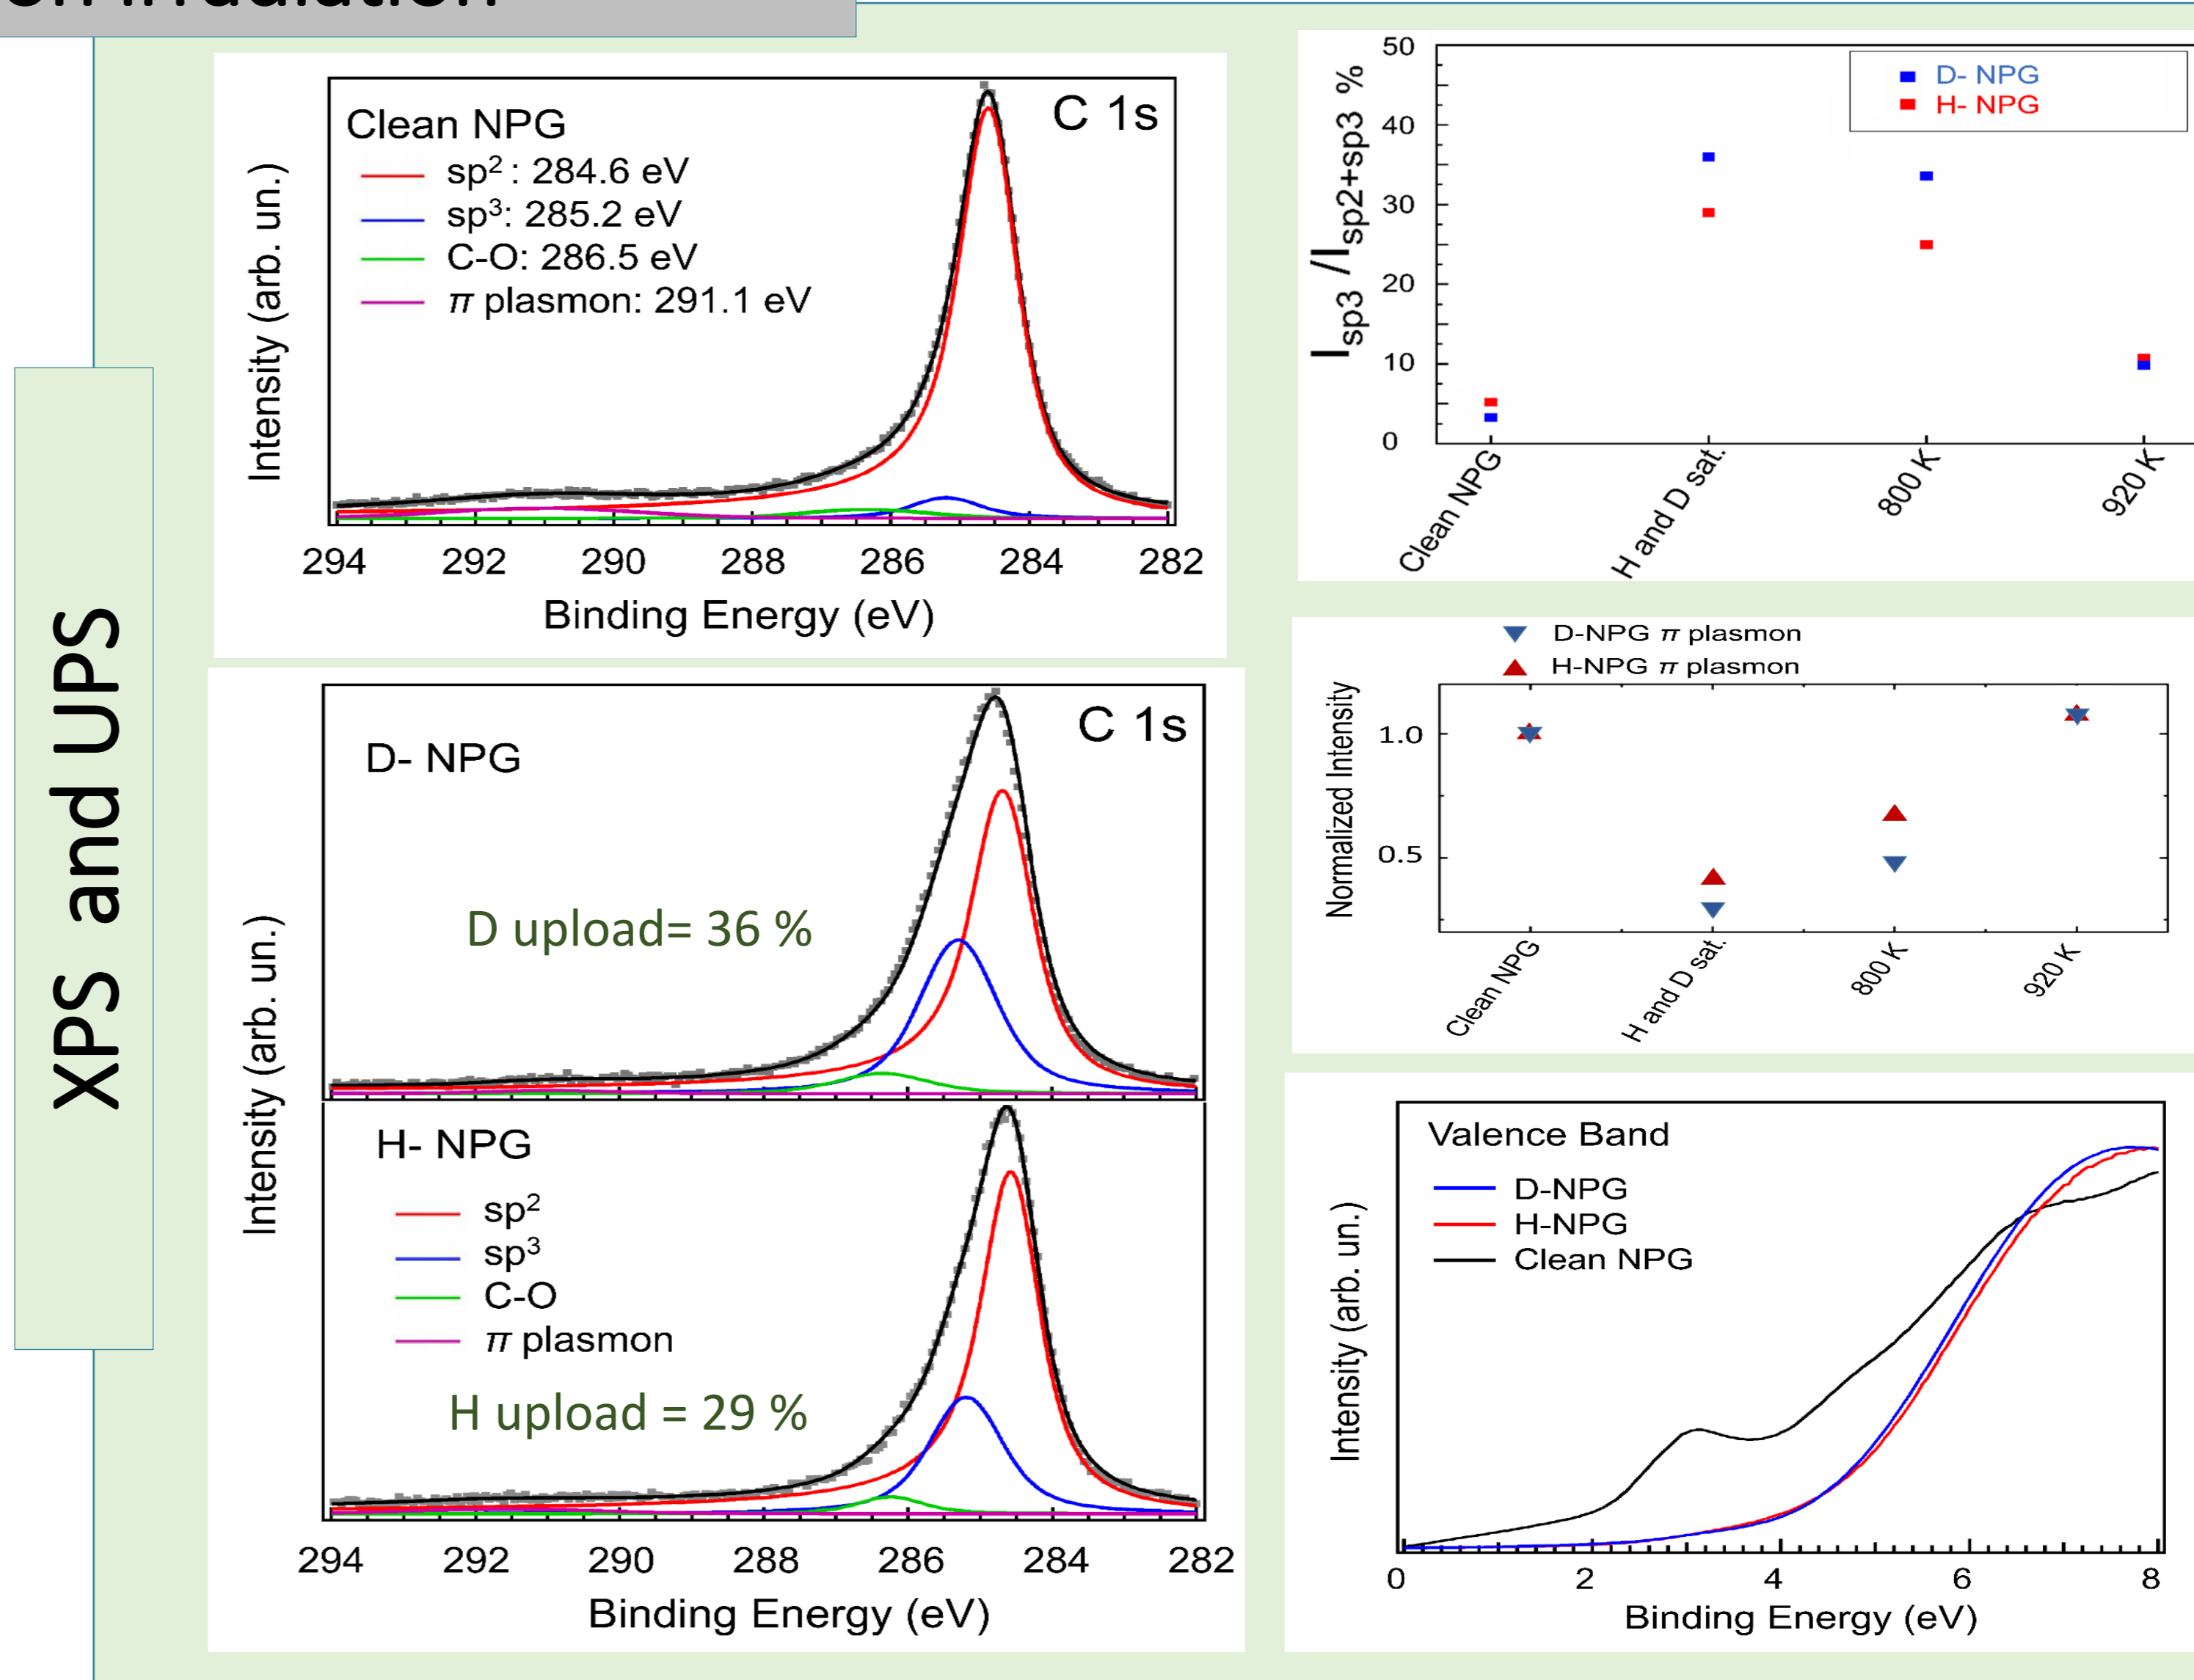 XPS and UPS
Clean NPG
C 1s
sp²: 284.6 eV
sp³: 285.2 eV
C-O: 286.5 eV
π plasmon: 291.1 eV
Intensity (arb. un.)
294 292 290 288 286 284 282
Binding Energy (eV)
D- NPG
C 1s
D upload= 36 %
Intensity (arb. un.)
H- NPG
sp²
sp³
C-O
π plasmon
H upload = 29 %
294 292 290 288 286 284 282
Binding Energy (eV)
Isp3 /Isp2+sp3 %
50
40
30
20
10
0
D- NPG
H- NPG
Clean NPG
H and D sat.
800 K
920 K
D-NPG π plasmon
H-NPG π plasmon
Normalized Intensity
1.0
0.5
Clean NPG
H and D sat.
800 K
920 K
Valence Band
D-NPG
H-NPG
Clean NPG
Intensity (arb. un.)
0 2 4 6 8
Binding Energy (eV)